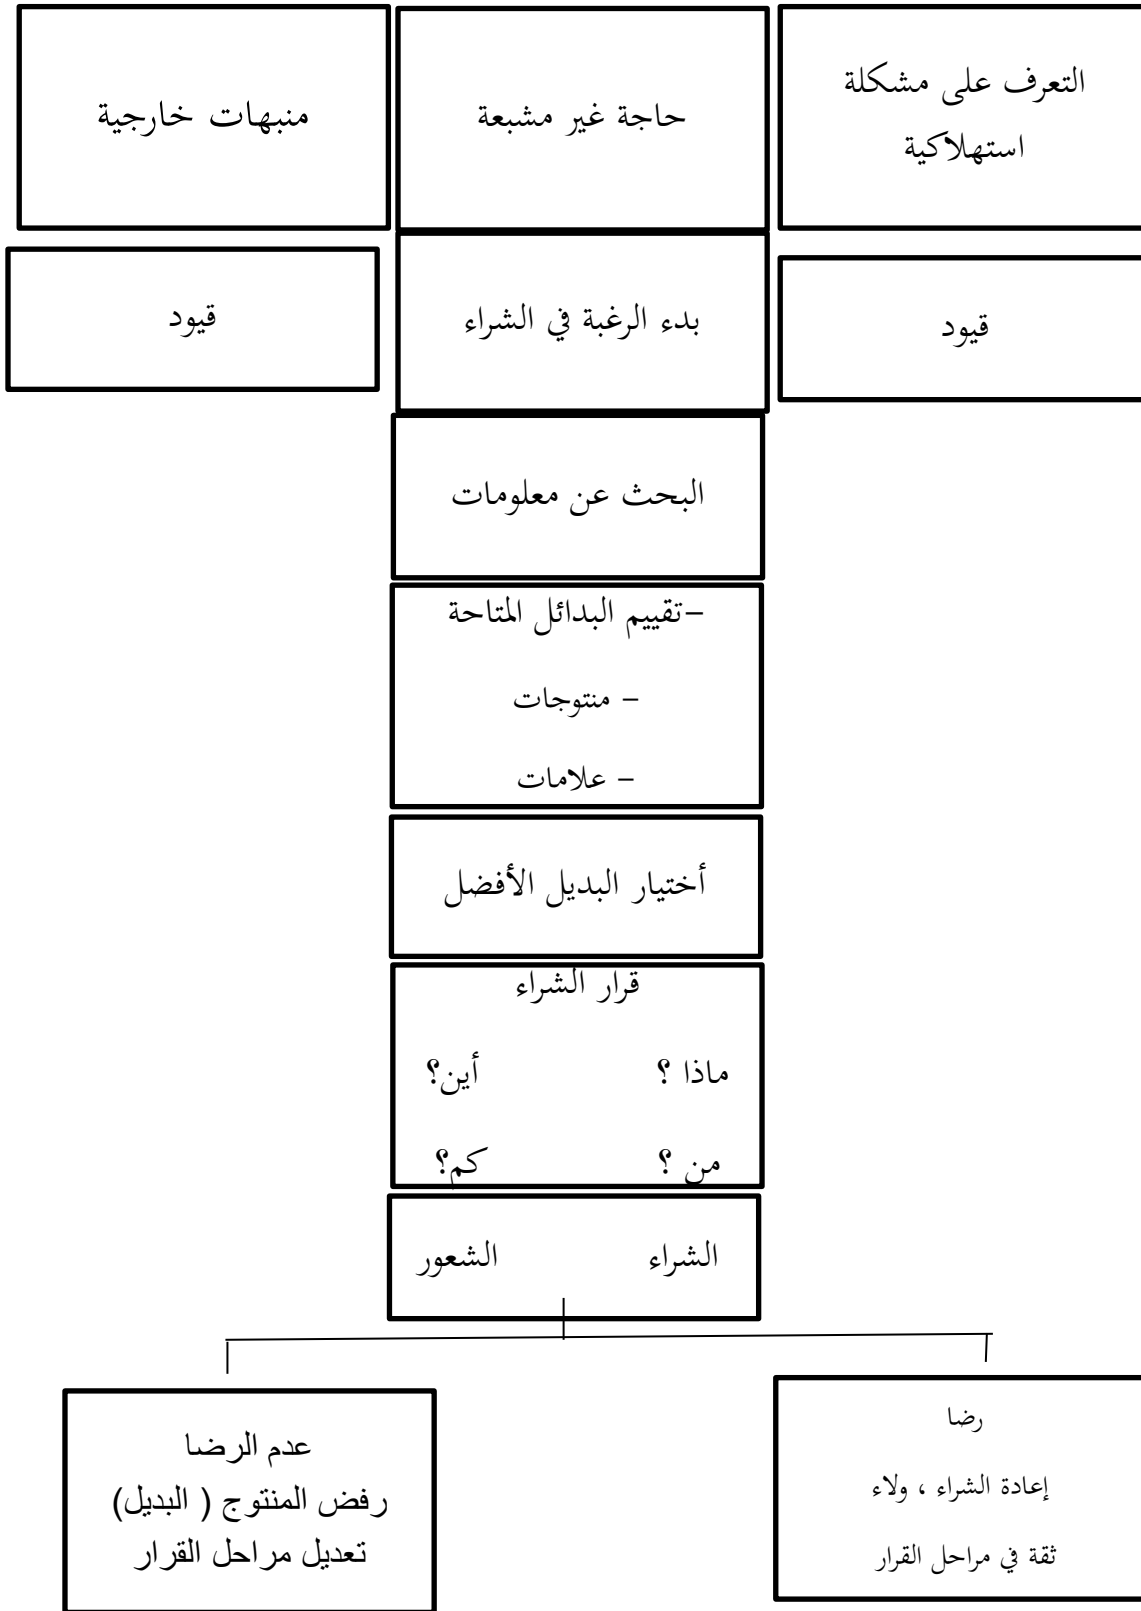 التعرف على مشكلة
استهلاكية
حاجة غير مشبعة
منبهات خارجية
قيود
بدء الرغبة في الشراء
قيود
البحث عن معلومات
-تقييم البدائل المتاحة
- منتوجات
- علامات
أختيار البديل الأفضل
قرار الشراء
ماذا ؟ أين؟
من ؟ كم؟
الشراء الشعور
رضا
إعادة الشراء ، ولاء
ثقة في مراحل القرار
عدم الرضا
رفض المنتوج ( البديل)
تعديل مراحل القرار